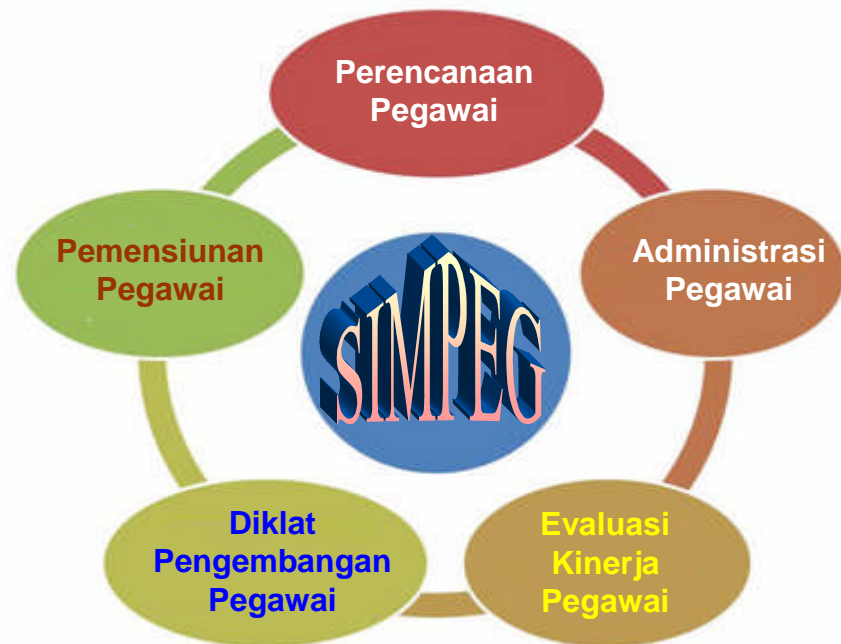 Perencanaan
Pegawai
Pemensiunan
Pegawai
Administrasi
Pegawai
SIMPEG
Diklat
Pengembangan
Pegawai
Evaluasi
Kinerja
Pegawai